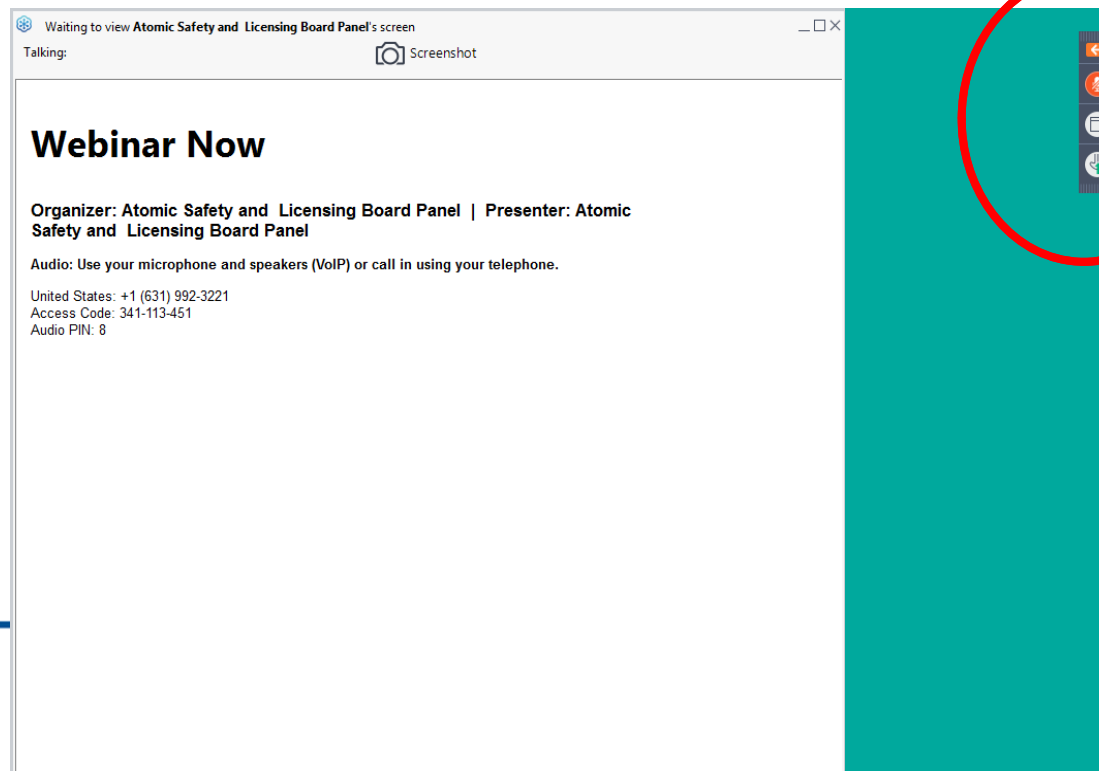 Waiting to view Atomic Safety and Licensing Board Panel's screen
Talking:
Screenshot
Webinar Now
Organizer: Atomic Safety and Licensing Board Panel | Presenter: Atomic
Safety and Licensing Board Panel
Audio: Use your microphone and speakers (VoIP) or call in using your telephone.
United States: +1 (631) 992-3221
Access Code: 341-113-451
Audio PIN: 8